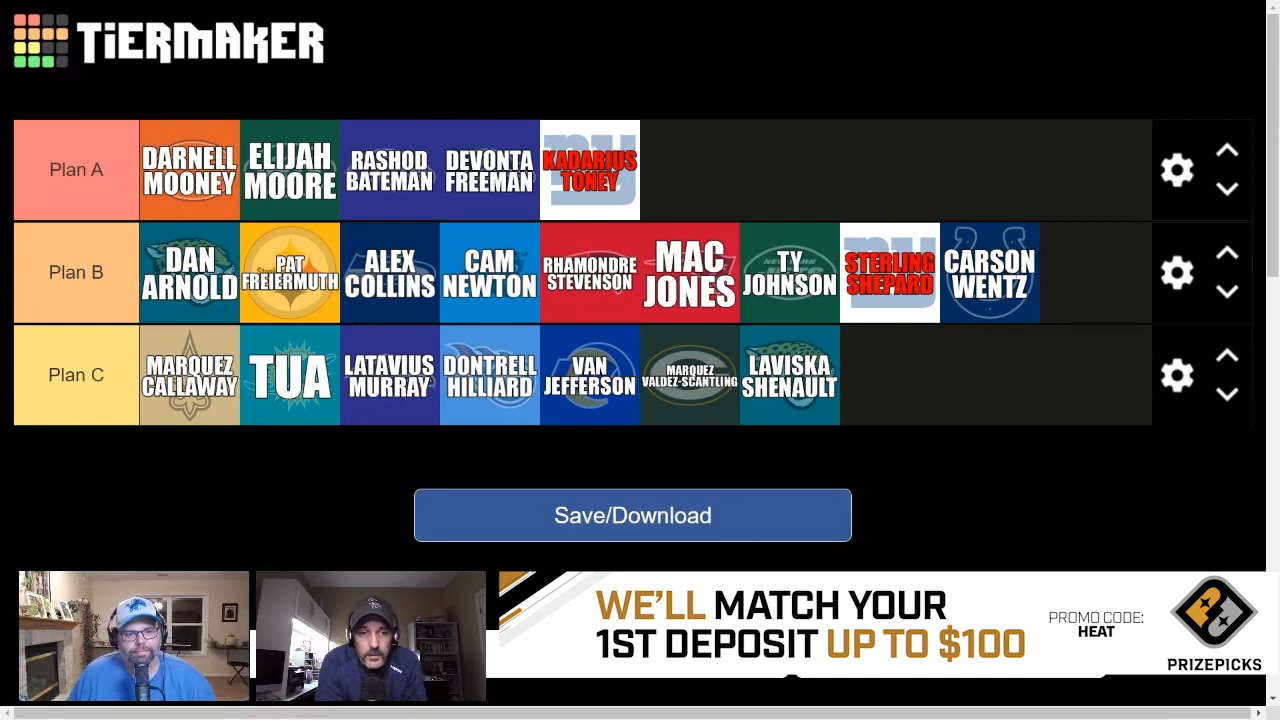 TiERMAKER
Plan A
DARNELL
MOONEY
ELIJAH
MOORE
RASHOD
BATEMAN
DEVONTA
FREEMAN
KADARIUS
TONEY
Plan B
DAN
ARNOLD
PAT
FREIERMUTH
ALEX
COLLINS
CAM
NEWTON
RHAMONDRE
STEVENSON
MAC
JONES
TY
JOHNSON
STERLING
SHEPARD
CARSON
WENTZ
Plan C
MARQUEZ
CALLAWAY
TUA
LATAVIUS
MURRAY
DONTRELL
HILLIARD
VAN
JEFFERSON
MARQUEZ
VALDEZ-SCANTLING
LAVISKA
SHENAULT
Save/Download
WE'LL MATCH YOUR
1ST DEPOSIT UP TO $100
PROMO CODE:
HEAT
PRIZEPICKS